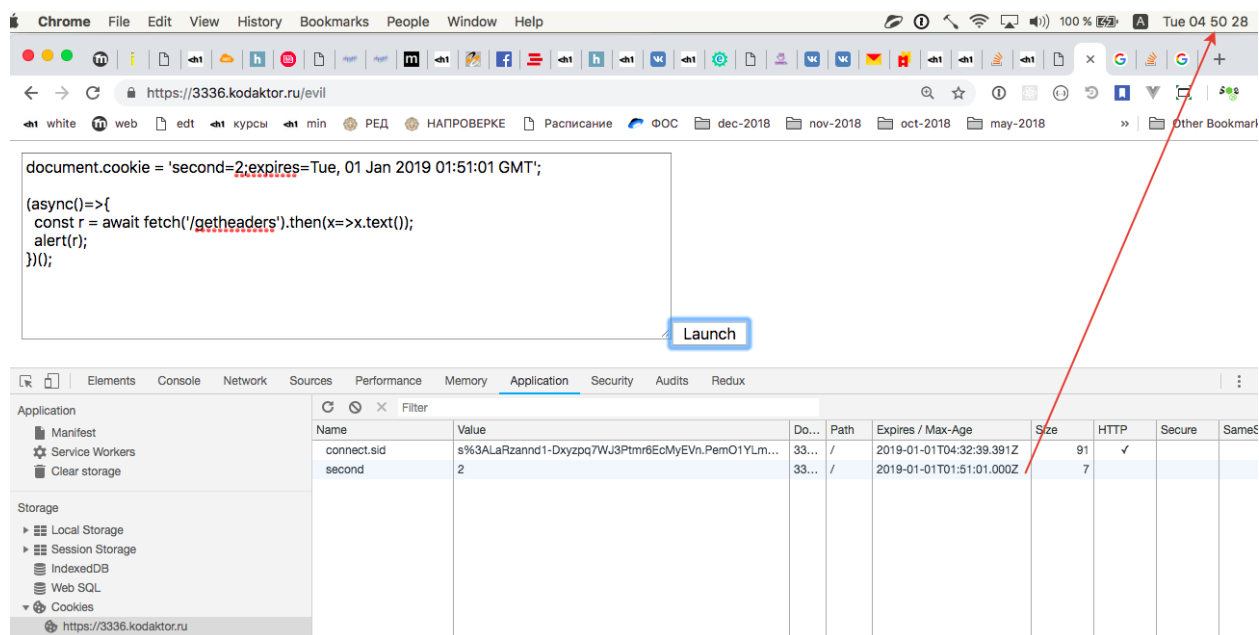 Chrome File Edit View History Bookmarks People Window Help 100 % A Tue 04 50 28
https://3336.kodaktor.ru/evil
white web edt курсы min РЕД НАПРОВЕРКЕ Расписание ФОС dec-2018 nov-2018 oct-2018 may-2018 » Other Bookmark
document.cookie = 'second=2;expires=Tue, 01 Jan 2019 01:51:01 GMT';
(async()=>{
const r = await fetch('/getheaders').then(x=>x.text());
alert(r);
})();
Launch
Elements Console Network Sources Performance Memory Application Security Audits Redux
Application
Filter
Name Value Do... Path Expires / Max-Age Size HTTP Secure SameS
Manifest
connect.sid s%3ALaRzannd1-Dxyzpq7WJ3Ptmr6EcMyEVn.PemO1YLm... 33... / 2019-01-01T04:32:39.391Z 91 ✓
Service Workers
second 2 33... / 2019-01-01T01:51:01.000Z 7
Clear storage
Storage
Local Storage
Session Storage
IndexedDB
Web SQL
Cookies
https://3336.kodaktor.ru